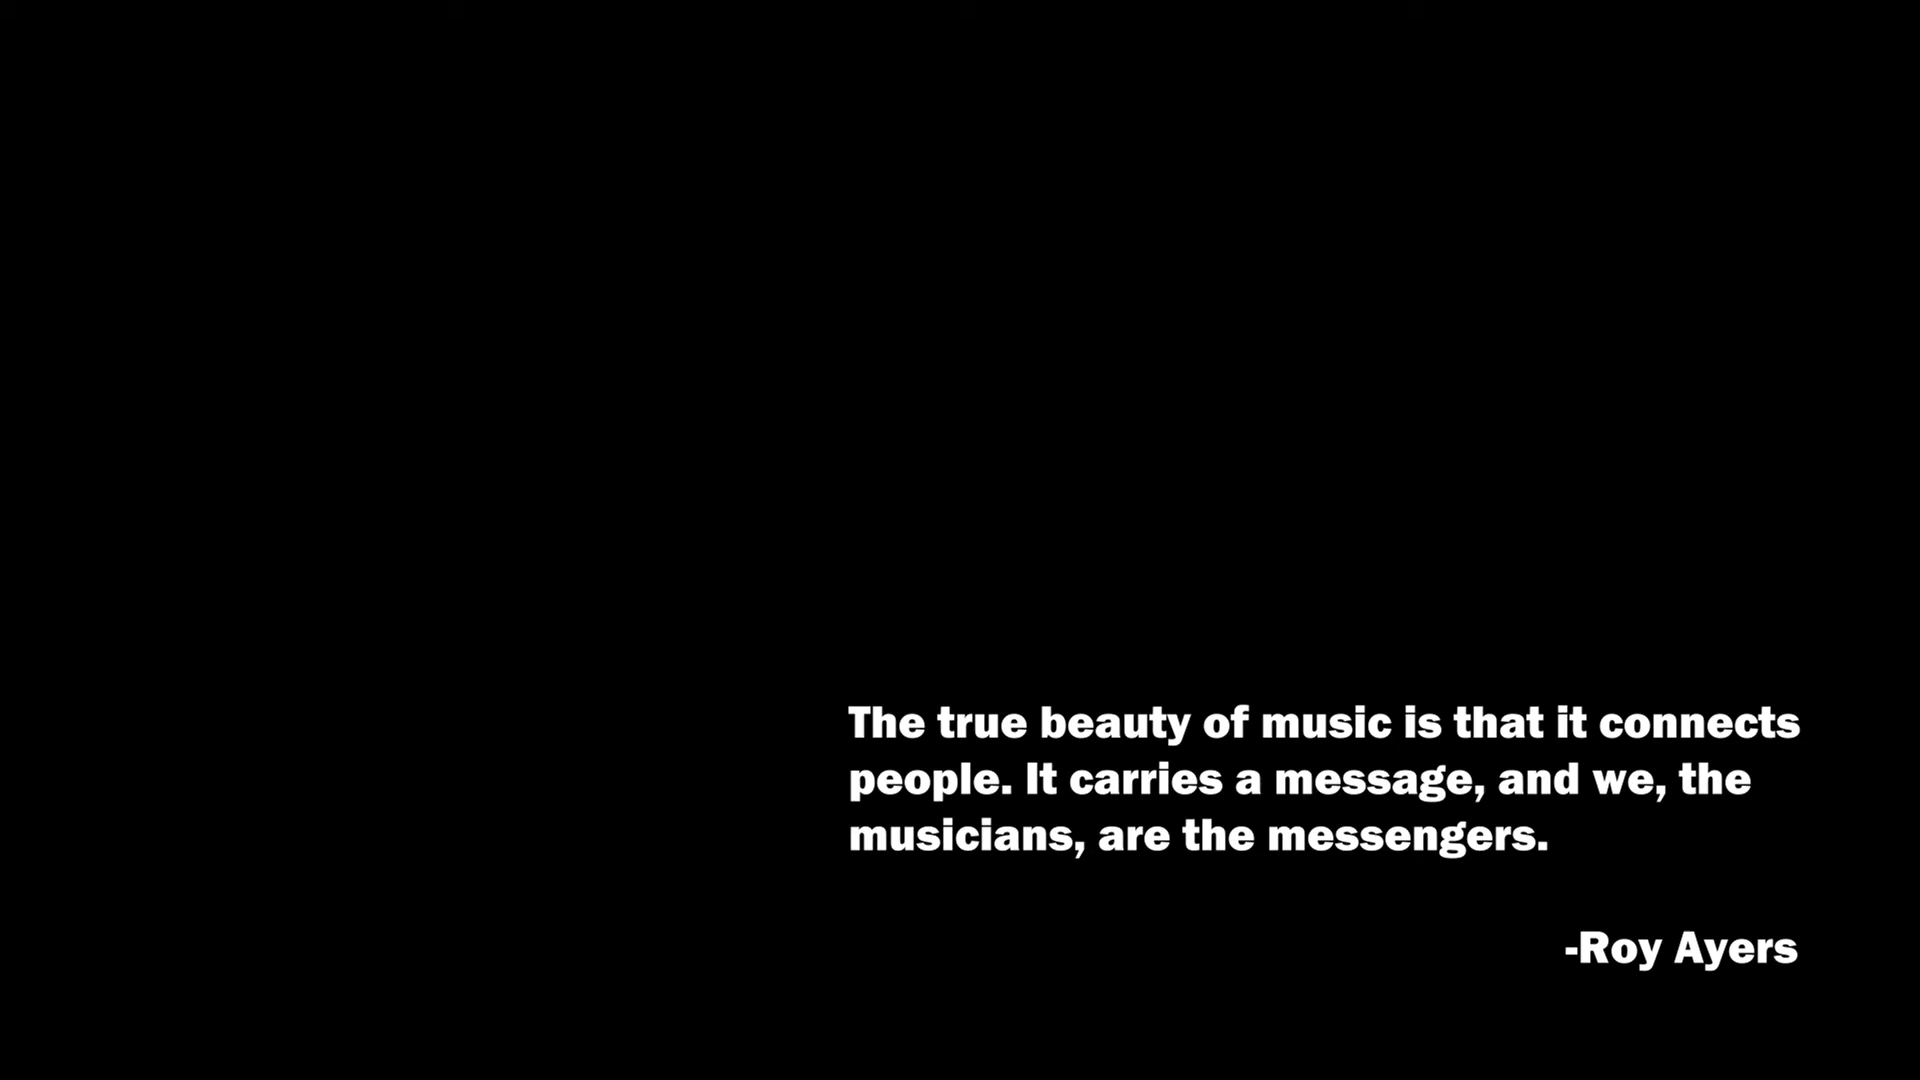 The true beauty of music is that it connects
people. It carries a message, and we, the
musicians, are the messengers.
-Roy Ayers